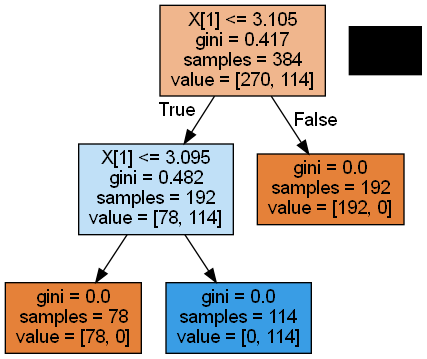 X[1] <= 3.105
gini = 0.417
samples = 384
value = [270, 114]
True
False
X[1] <= 3.095
gini = 0.482
samples = 192
value = [78, 114]
gini = 0.0
samples = 192
value = [192, 0]
gini = 0.0
samples = 78
value = [78, 0]
gini = 0.0
samples = 114
value = [0, 114]